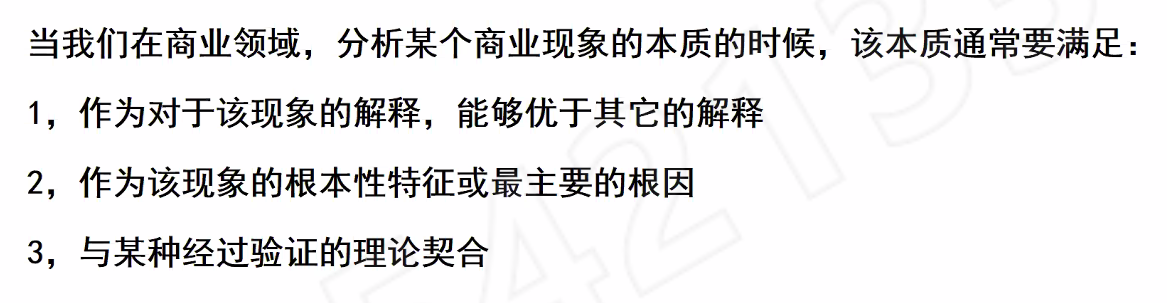 当我们在商业领域，分析某个商业现象的本质的时候，该本质通常要满足：
1，作为对于该现象的解释，能够优于其它的解释
2，作为该现象的根本性特征或最主要的根因
3，与某种经过验证的理论契合